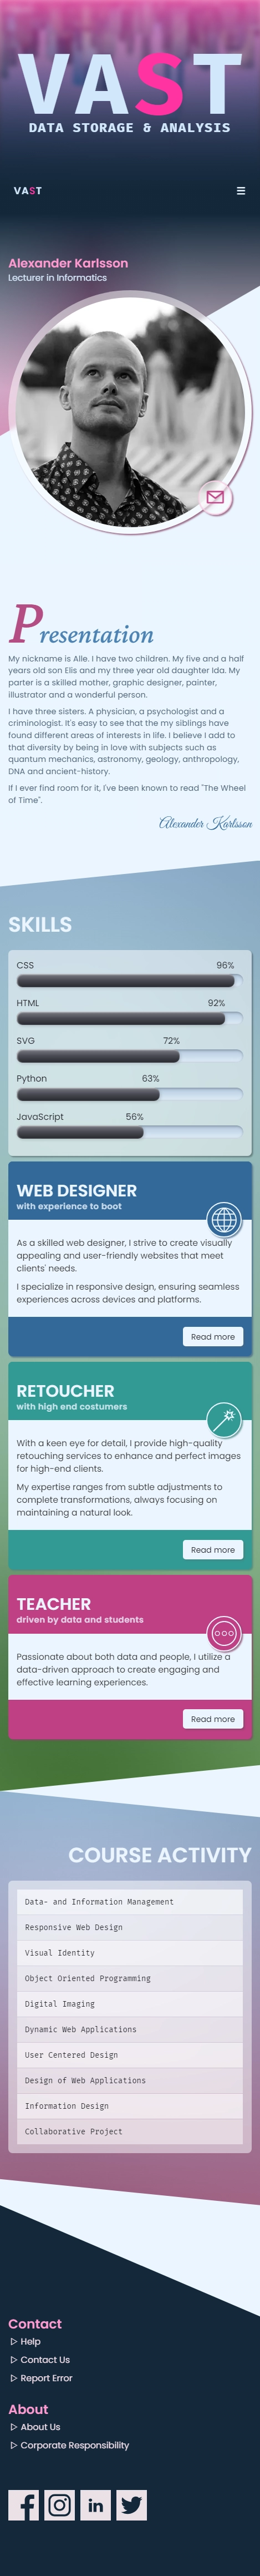 VAST
DATA STORAGE & ANALYSIS
VAST
Alexander Karlsson
Lecturer in Informatics
Presentation
My nickname is Alle. I have two children. My five and a half
years old son Elis and my three year old daughter Ida. My
parter is a skilled mother, graphic designer, painter,
illustrator and a wonderful person.
I have three sisters. A physician, a psychologist and a
criminologist. It's easy to see that the my siblings have
found different areas of interests in life. I believe I add to
that diversity by being in love with subjects such as
quantum mechanics, astronomy, geology, anthropology,
DNA and ancient-history.
If I ever find room for it, I've been known to read "The Wheel
of Time".
Alexander Karlsson
SKILLS
CSS 96%
HTML 92%
SVG 72%
Python 63%
JavaScript 56%
WEB DESIGNER
with experience to boot
As a skilled web designer, I strive to create visually
appealing and user-friendly websites that meet
clients' needs.
I specialize in responsive design, ensuring seamless
experiences across devices and platforms.
Read more
RETOUCHER
with high end costumers
With a keen eye for detail, I provide high-quality
retouching services to enhance and perfect images
for high-end clients.
My expertise ranges from subtle adjustments to
complete transformations, always focusing on
maintaining a natural look.
Read more
TEACHER
driven by data and students
Passionate about both data and people, I utilize a
data-driven approach to create engaging and
effective learning experiences.
Read more
COURSE ACTIVITY
Data- and Information Management
Responsive Web Design
Visual Identity
Object Oriented Programming
Digital Imaging
Dynamic Web Applications
User Centered Design
Design of Web Applications
Information Design
Collaborative Project
Contact
Help
Contact Us
Report Error
About
About Us
Corporate Responsibility